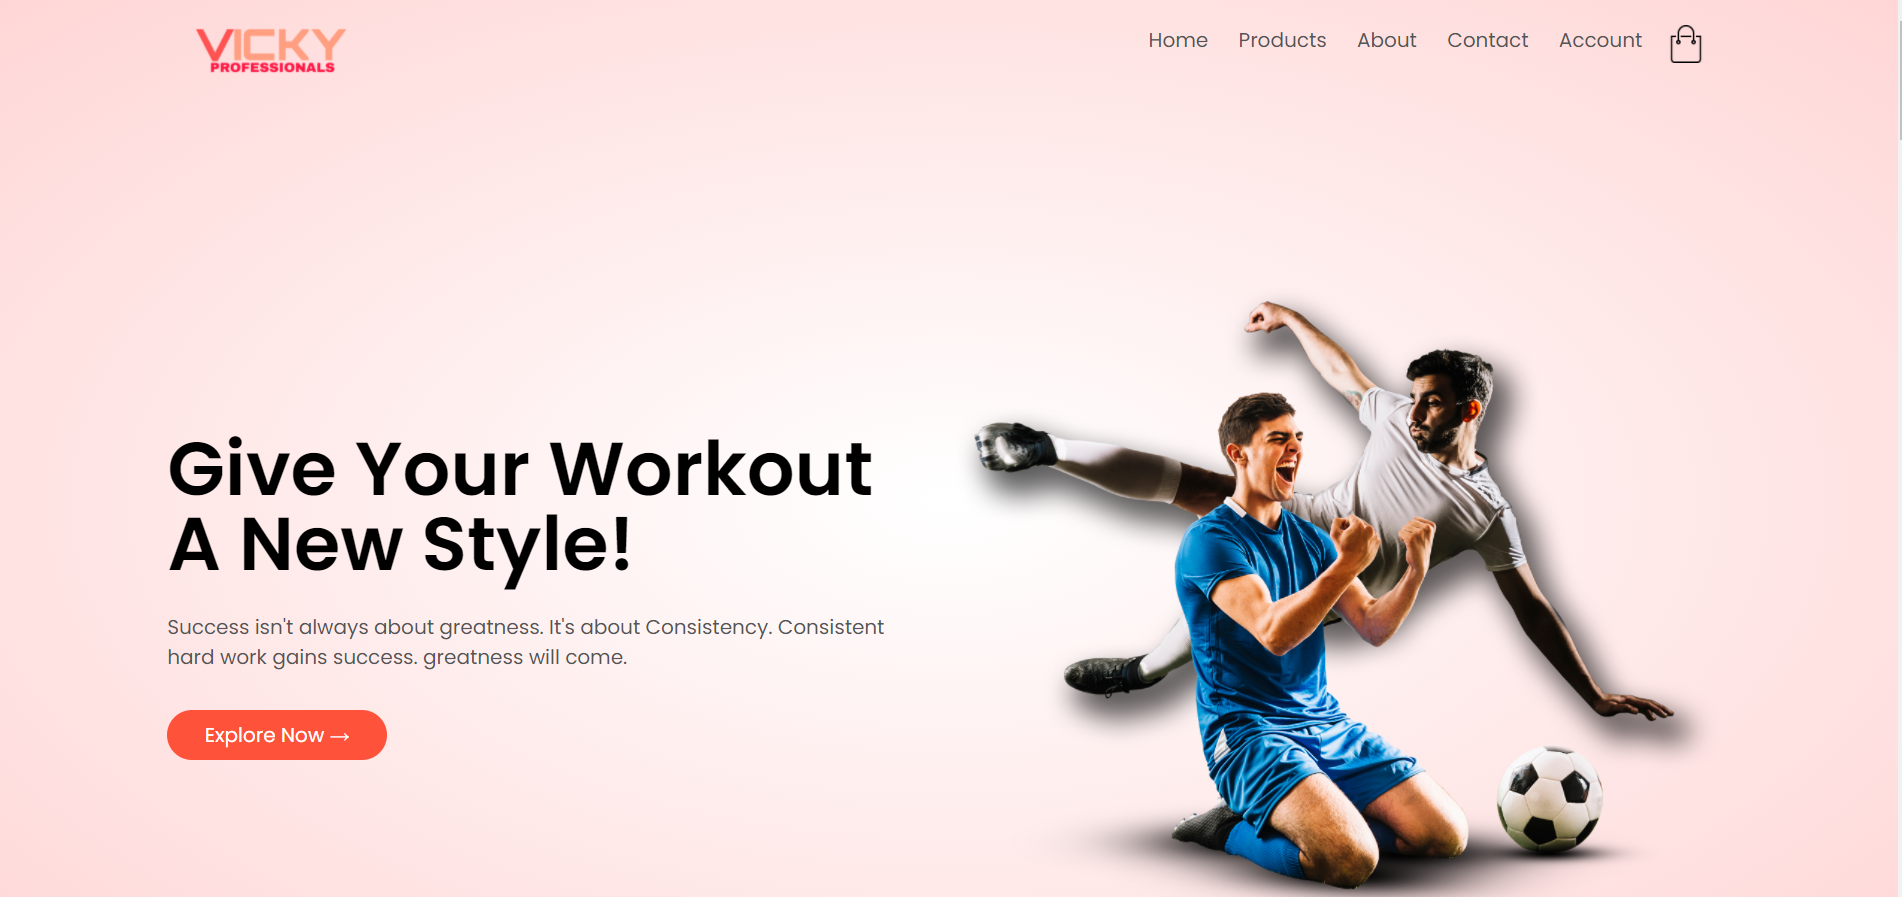 VICKY
PROFESSIONALS
Home Products About Contact Account
Give Your Workout
A New Style!
Success isn't always about greatness. It's about Consistency. Consistent
hard work gains success. greatness will come.
Explore Now →